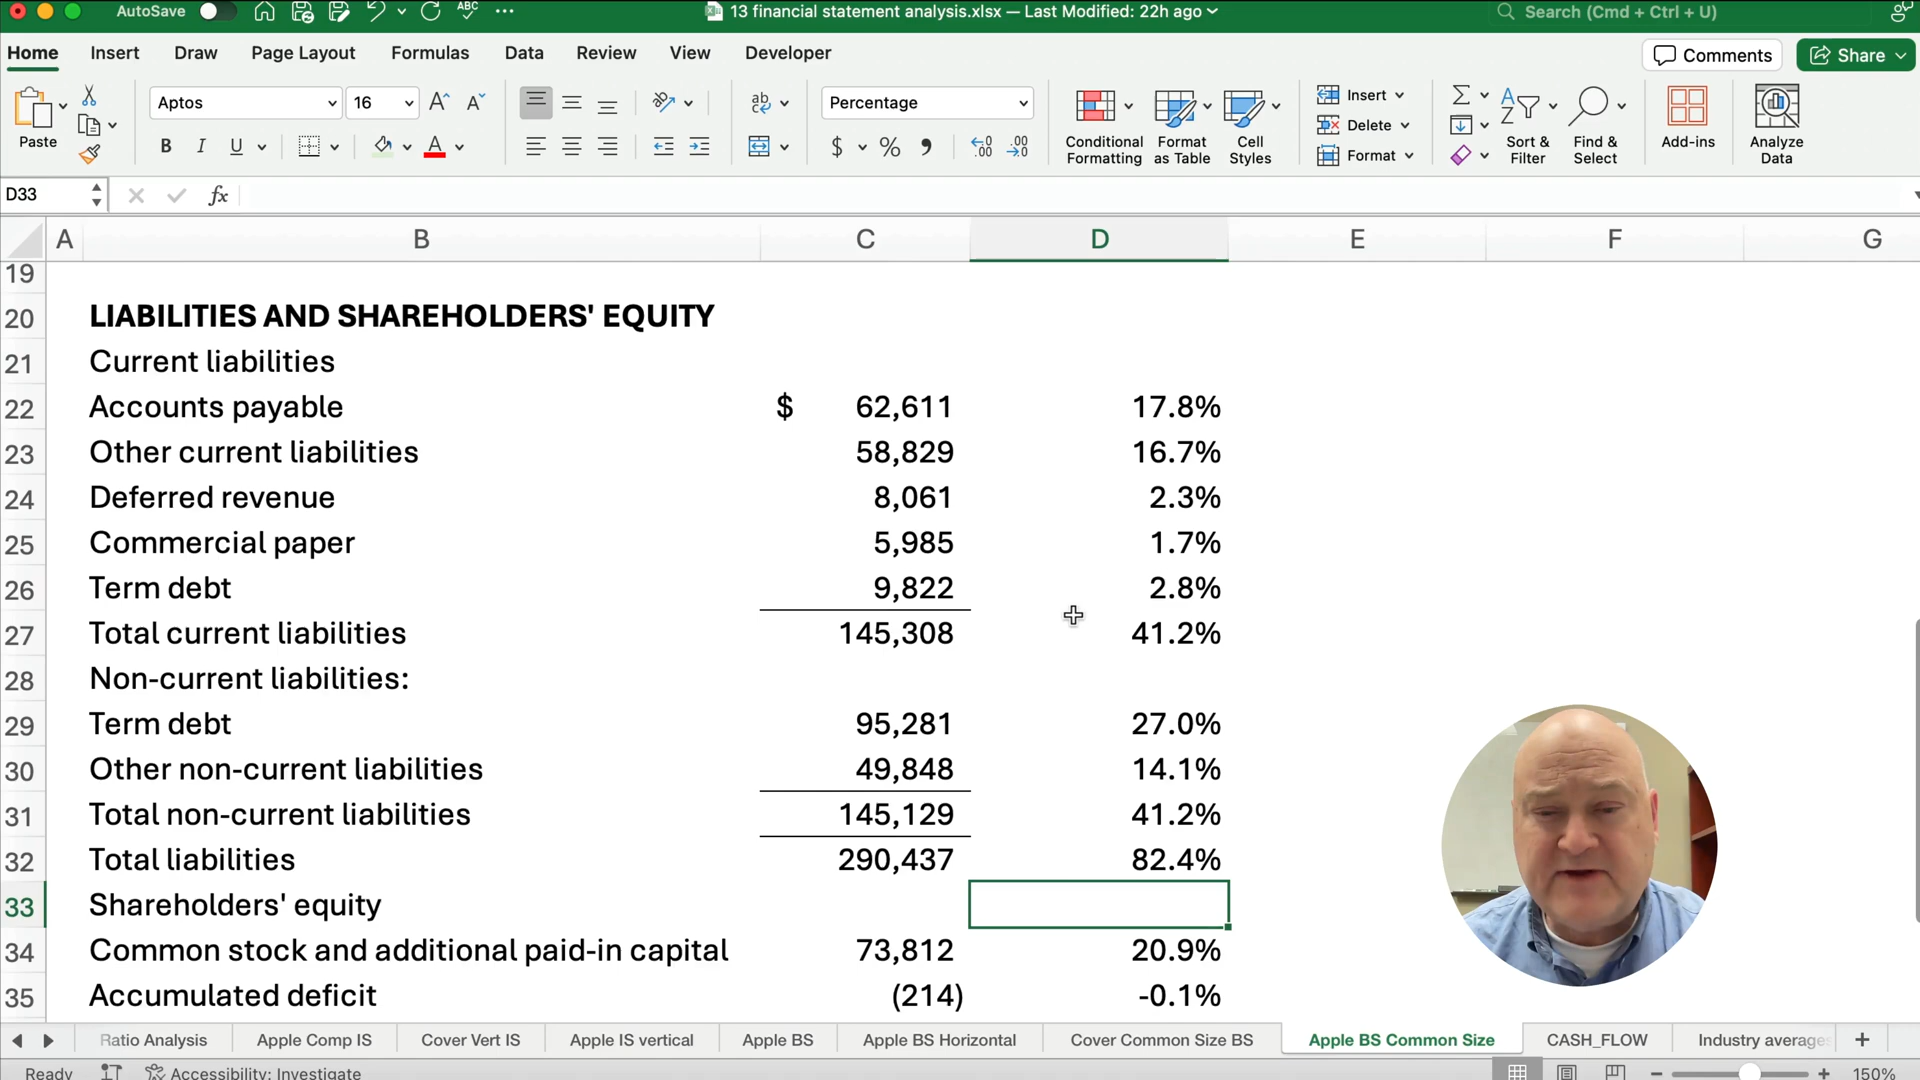 AutoSave ABC ••• 13 financial statement analysis.xlsx — Last Modified: 22h ago Search (Cmd + Ctrl + U)
Home Insert Draw Page Layout Formulas Data Review View Developer Comments Share
Paste Aptos 16 A A ab Percentage Conditional Formatting Format as Table Cell Styles Insert Delete Format Sort & Filter Find & Select Add-ins Analyze Data
B I U A $ % 9 .00 .00
D33 fx
A B C D E F G
19
20 LIABILITIES AND SHAREHOLDERS' EQUITY
21 Current liabilities
22 Accounts payable $ 62,611 17.8%
23 Other current liabilities 58,829 16.7%
24 Deferred revenue 8,061 2.3%
25 Commercial paper 5,985 1.7%
26 Term debt 9,822 2.8%
27 Total current liabilities 145,308 41.2%
28 Non-current liabilities:
29 Term debt 95,281 27.0%
30 Other non-current liabilities 49,848 14.1%
31 Total non-current liabilities 145,129 41.2%
32 Total liabilities 290,437 82.4%
33 Shareholders' equity
34 Common stock and additional paid-in capital 73,812 20.9%
35 Accumulated deficit (214) -0.1%
Ratio Analysis Apple Comp IS Cover Vert IS Apple IS vertical Apple BS Apple BS Horizontal Cover Common Size BS Apple BS Common Size CASH_FLOW Industry average
Ready Accessibility: Investigate 150%